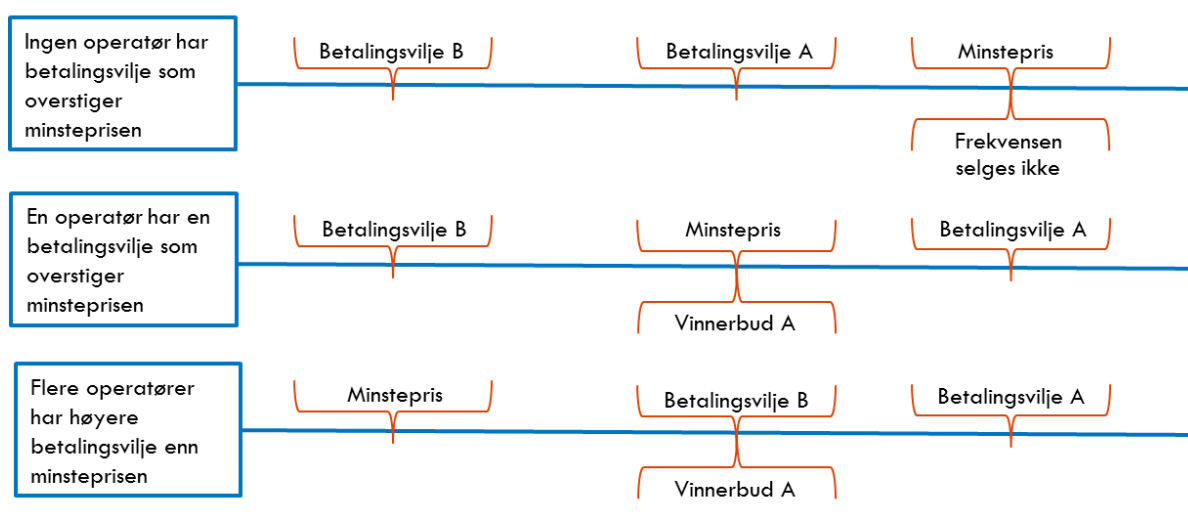 Ingen operatør har
betalingsvilje som
overstiger
minsteprisen
Betalingsvilje B
Betalingsvilje A
Minstepris
Frekvensen
selges ikke
En operatør har en
betalingsvilje som
overstiger
minsteprisen
Betalingsvilje B
Minstepris
Betalingsvilje A
Vinnerbud A
Flere operatører
har høyere
betalingsvilje enn
minsteprisen
Minstepris
Betalingsvilje B
Betalingsvilje A
Vinnerbud A